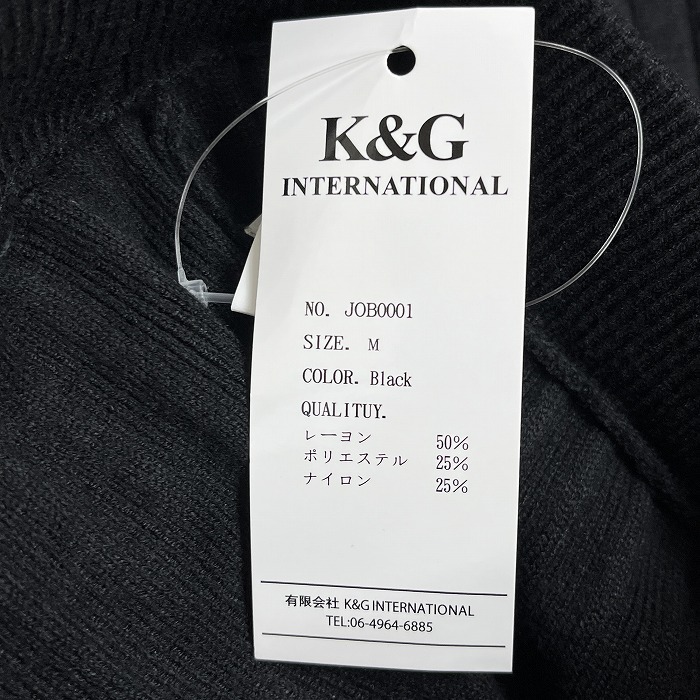 K&G
INTERNATIONAL
NO. JOB0001
SIZE. M
COLOR. Black
QUALITUY.
レーヨン 50%
ポリエステル 25%
ナイロン 25%
有限会社 K&G INTERNATIONAL
TEL:06-4964-6885